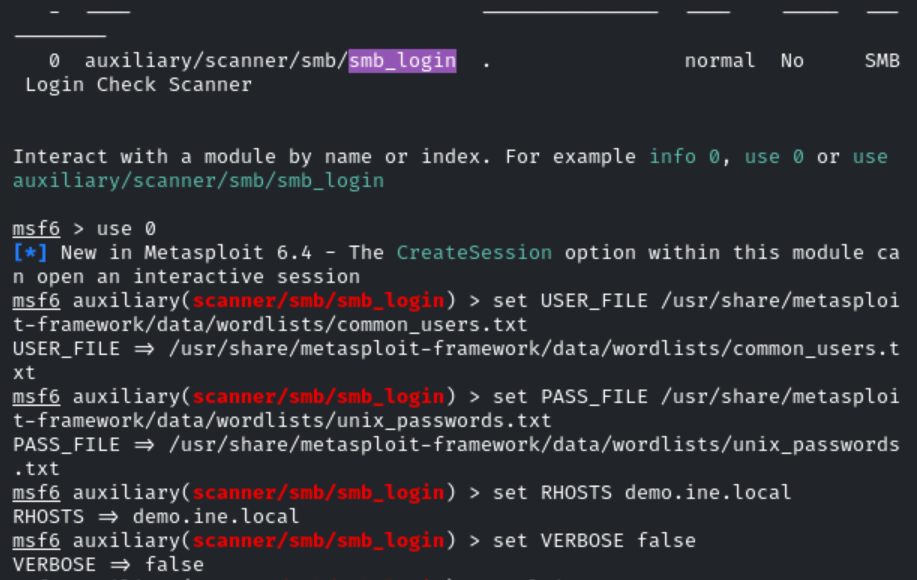 0 auxiliary/scanner/smb/smb_login . normal No SMB
Login Check Scanner
Interact with a module by name or index. For example info 0, use 0 or use
auxiliary/scanner/smb/smb_login
msf6 > use 0
[*] New in Metasploit 6.4 - The CreateSession option within this module ca
n open an interactive session
msf6 auxiliary(scanner/smb/smb_login) > set USER_FILE /usr/share/metasploi
t-framework/data/wordlists/common_users.txt
USER_FILE ⇒ /usr/share/metasploit-framework/data/wordlists/common_users.t
xt
msf6 auxiliary(scanner/smb/smb_login) > set PASS_FILE /usr/share/metasploi
t-framework/data/wordlists/unix_passwords.txt
PASS_FILE ⇒ /usr/share/metasploit-framework/data/wordlists/unix_passwords
.txt
msf6 auxiliary(scanner/smb/smb_login) > set RHOSTS demo.ine.local
RHOSTS ⇒ demo.ine.local
msf6 auxiliary(scanner/smb/smb_login) > set VERBOSE false
VERBOSE ⇒ false